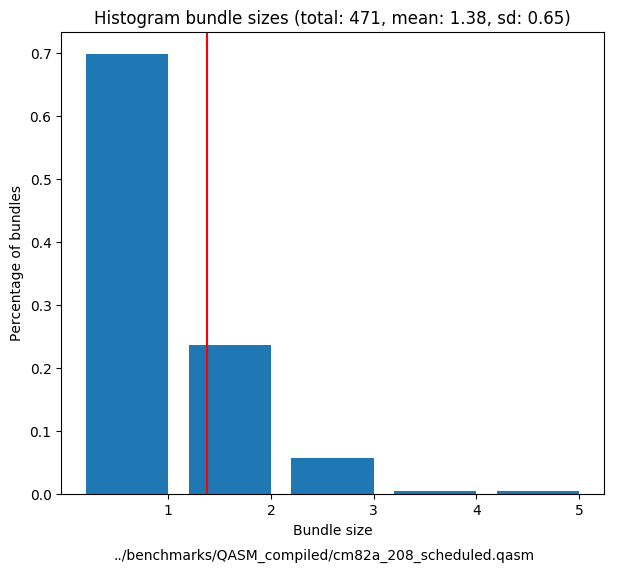 Histogram bundle sizes (total: 471, mean: 1.38, sd: 0.65)
Percentage of bundles
0.7
0.6
0.5
0.4
0.3
0.2
0.1
0.0
1 2 3 4 5
Bundle size
../benchmarks/QASM_compiled/cm82a_208_scheduled.qasm